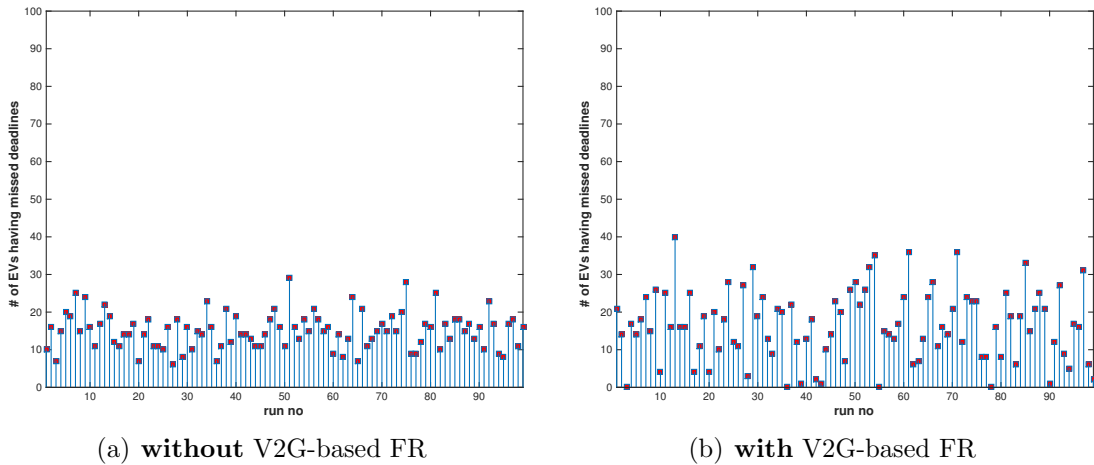 100
90
80
70
60
50
40
30
20
10
0
# of EVs having missed deadlines
10 20 30 40 50 60 70 80 90
run no
(a) without V2G-based FR
100
90
80
70
60
50
40
30
20
10
0
# of EVs having missed deadlines
10 20 30 40 50 60 70 80 90
run no
(b) with V2G-based FR